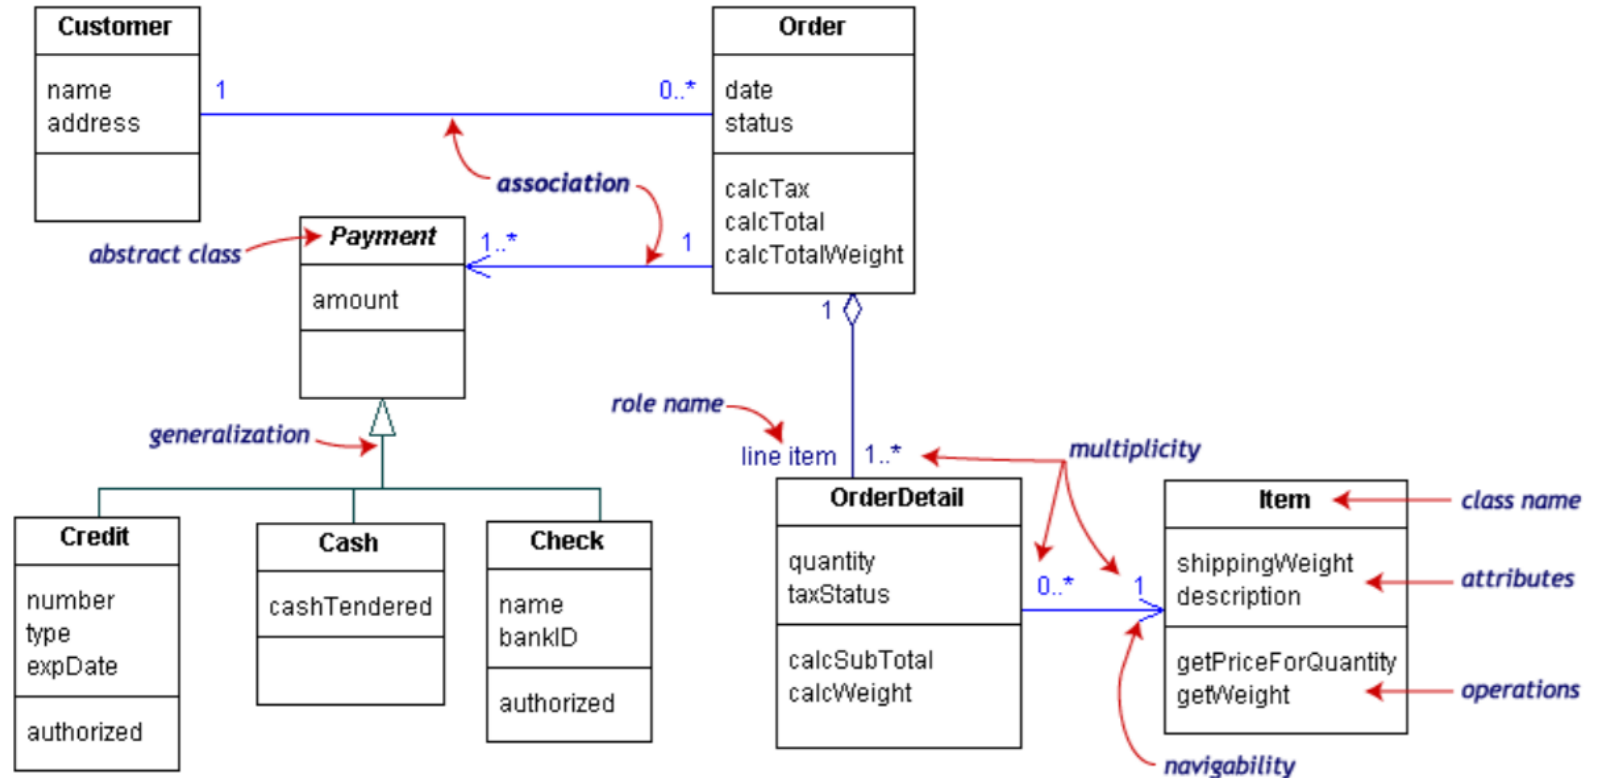 Customer
name
address
1
0..*
Order
date
status
calcTax
calcTotal
calcTotalWeight
association
abstract class
Payment
amount
1..*
1
1
generalization
role name
line item
1..*
multiplicity
Credit
number
type
expDate
authorized
Cash
cashTendered
Check
name
bankID
authorized
OrderDetail
quantity
taxStatus
calcSubTotal
calcWeight
0..*
1
Item
shippingWeight
description
getPriceForQuantity
getWeight
class name
attributes
operations
navigability